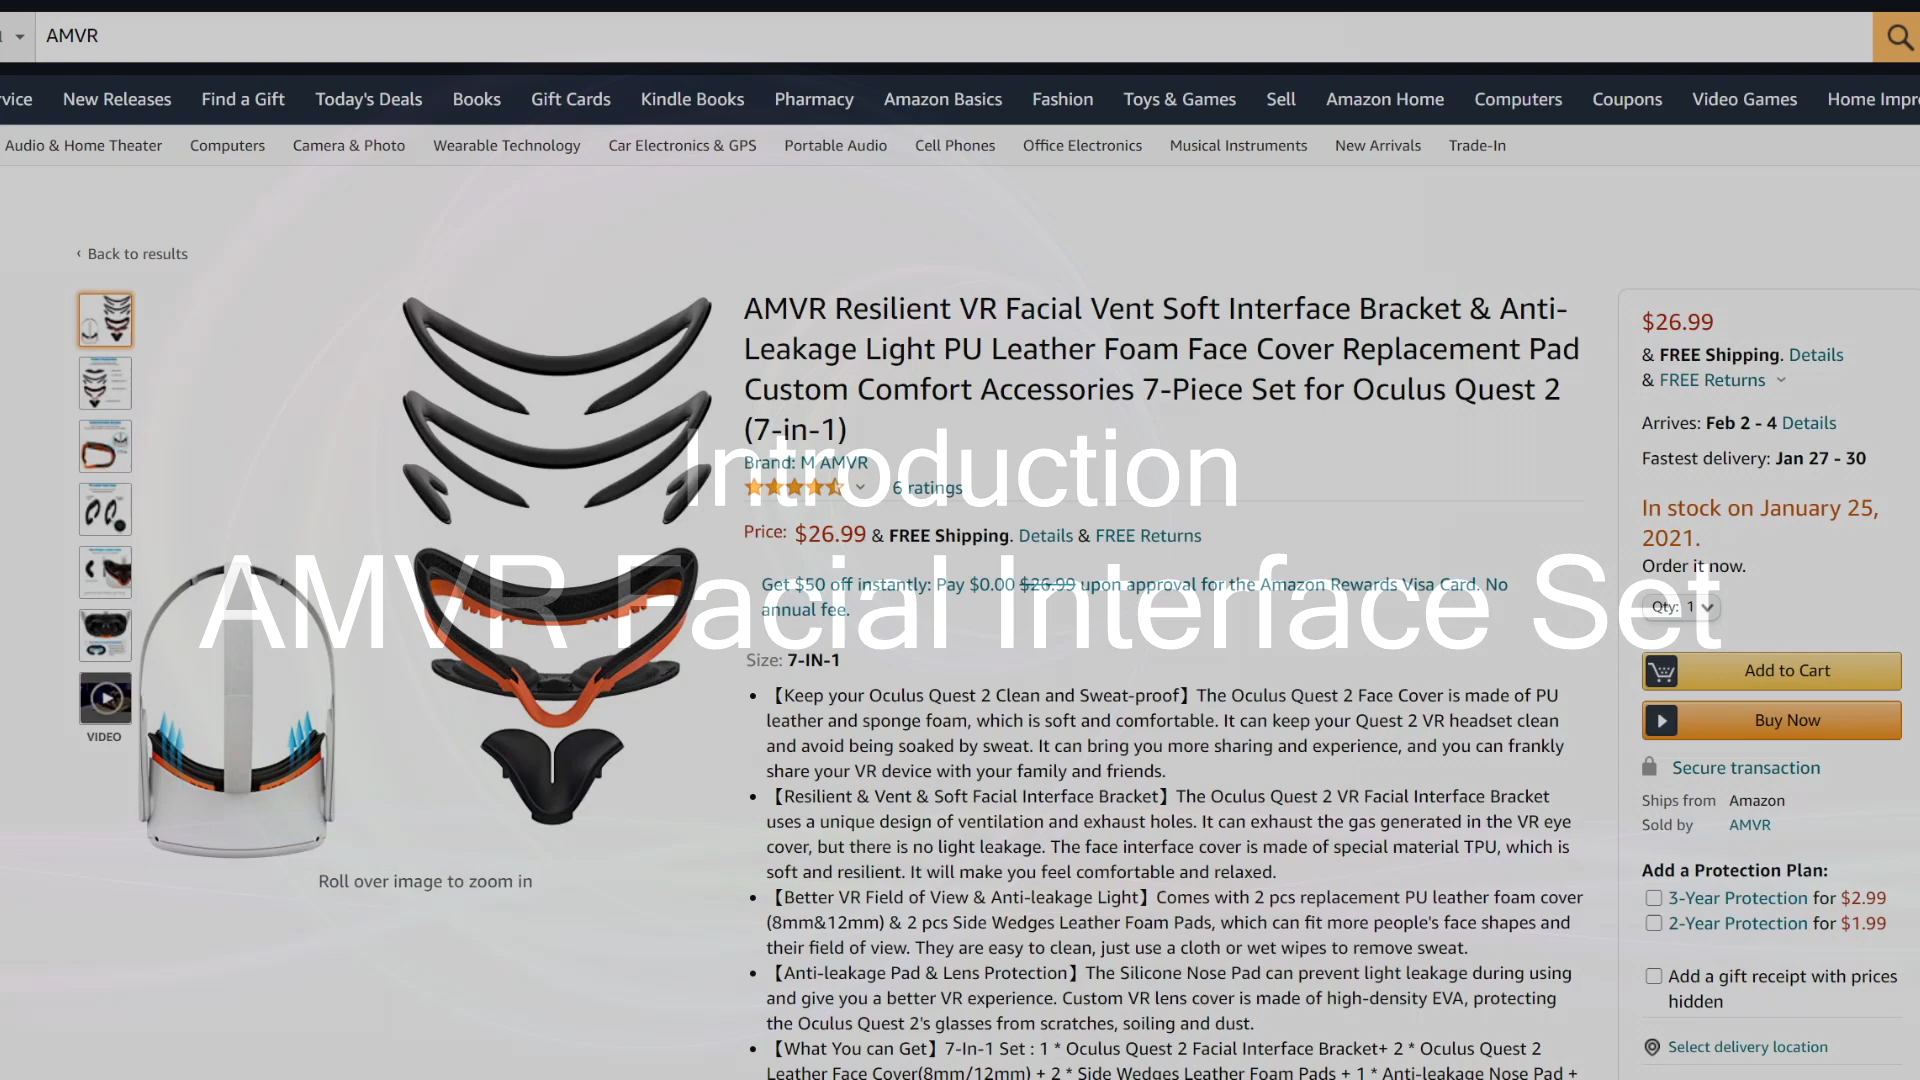 AMVR
rvice New Releases Find a Gift Today's Deals Books Gift Cards Kindle Books Pharmacy Amazon Basics Fashion Toys & Games Sell Amazon Home Computers Coupons Video Games Home Impr
Audio & Home Theater Computers Camera & Photo Wearable Technology Car Electronics & GPS Portable Audio Cell Phones Office Electronics Musical Instruments New Arrivals Trade-In
‹ Back to results
VIDEO
Roll over image to zoom in
AMVR Resilient VR Facial Vent Soft Interface Bracket & Anti-
Leakage Light PU Leather Foam Face Cover Replacement Pad
Custom Comfort Accessories 7-Piece Set for Oculus Quest 2
(7-in-1)
Brand: M AMVR
6 ratings
Introduction
Price: $26.99 & FREE Shipping. Details & FREE Returns
Get $50 off instantly: Pay $0.00 $26.99 upon approval for the Amazon Rewards Visa Card. No
annual fee.
AMVR Facial Interface Set
Size: 7-IN-1
• 【Keep your Oculus Quest 2 Clean and Sweat-proof】The Oculus Quest 2 Face Cover is made of PU
leather and sponge foam, which is soft and comfortable. It can keep your Quest 2 VR headset clean
and avoid being soaked by sweat. It can bring you more sharing and experience, and you can frankly
share your VR device with your family and friends.
• 【Resilient & Vent & Soft Facial Interface Bracket】The Oculus Quest 2 VR Facial Interface Bracket
uses a unique design of ventilation and exhaust holes. It can exhaust the gas generated in the VR eye
cover, but there is no light leakage. The face interface cover is made of special material TPU, which is
soft and resilient. It will make you feel comfortable and relaxed.
• 【Better VR Field of View & Anti-leakage Light】Comes with 2 pcs replacement PU leather foam cover
(8mm&12mm) & 2 pcs Side Wedges Leather Foam Pads, which can fit more people's face shapes and
their field of view. They are easy to clean, just use a cloth or wet wipes to remove sweat.
• 【Anti-leakage Pad & Lens Protection】The Silicone Nose Pad can prevent light leakage during using
and give you a better VR experience. Custom VR lens cover is made of high-density EVA, protecting
the Oculus Quest 2's glasses from scratches, soiling and dust.
• 【What You can Get】7-In-1 Set : 1 * Oculus Quest 2 Facial Interface Bracket+ 2 * Oculus Quest 2
Leather Face Cover(8mm/12mm) + 2 * Side Wedges Leather Foam Pads + 1 * Anti-leakage Nose Pad +
$26.99
& FREE Shipping. Details
& FREE Returns
Arrives: Feb 2 - 4 Details
Fastest delivery: Jan 27 - 30
In stock on January 25,
2021.
Order it now.
Qty: 1
Add to Cart
Buy Now
Secure transaction
Ships from Amazon
Sold by AMVR
Add a Protection Plan:
3-Year Protection for $2.99
2-Year Protection for $1.99
Add a gift receipt with prices
hidden
Select delivery location